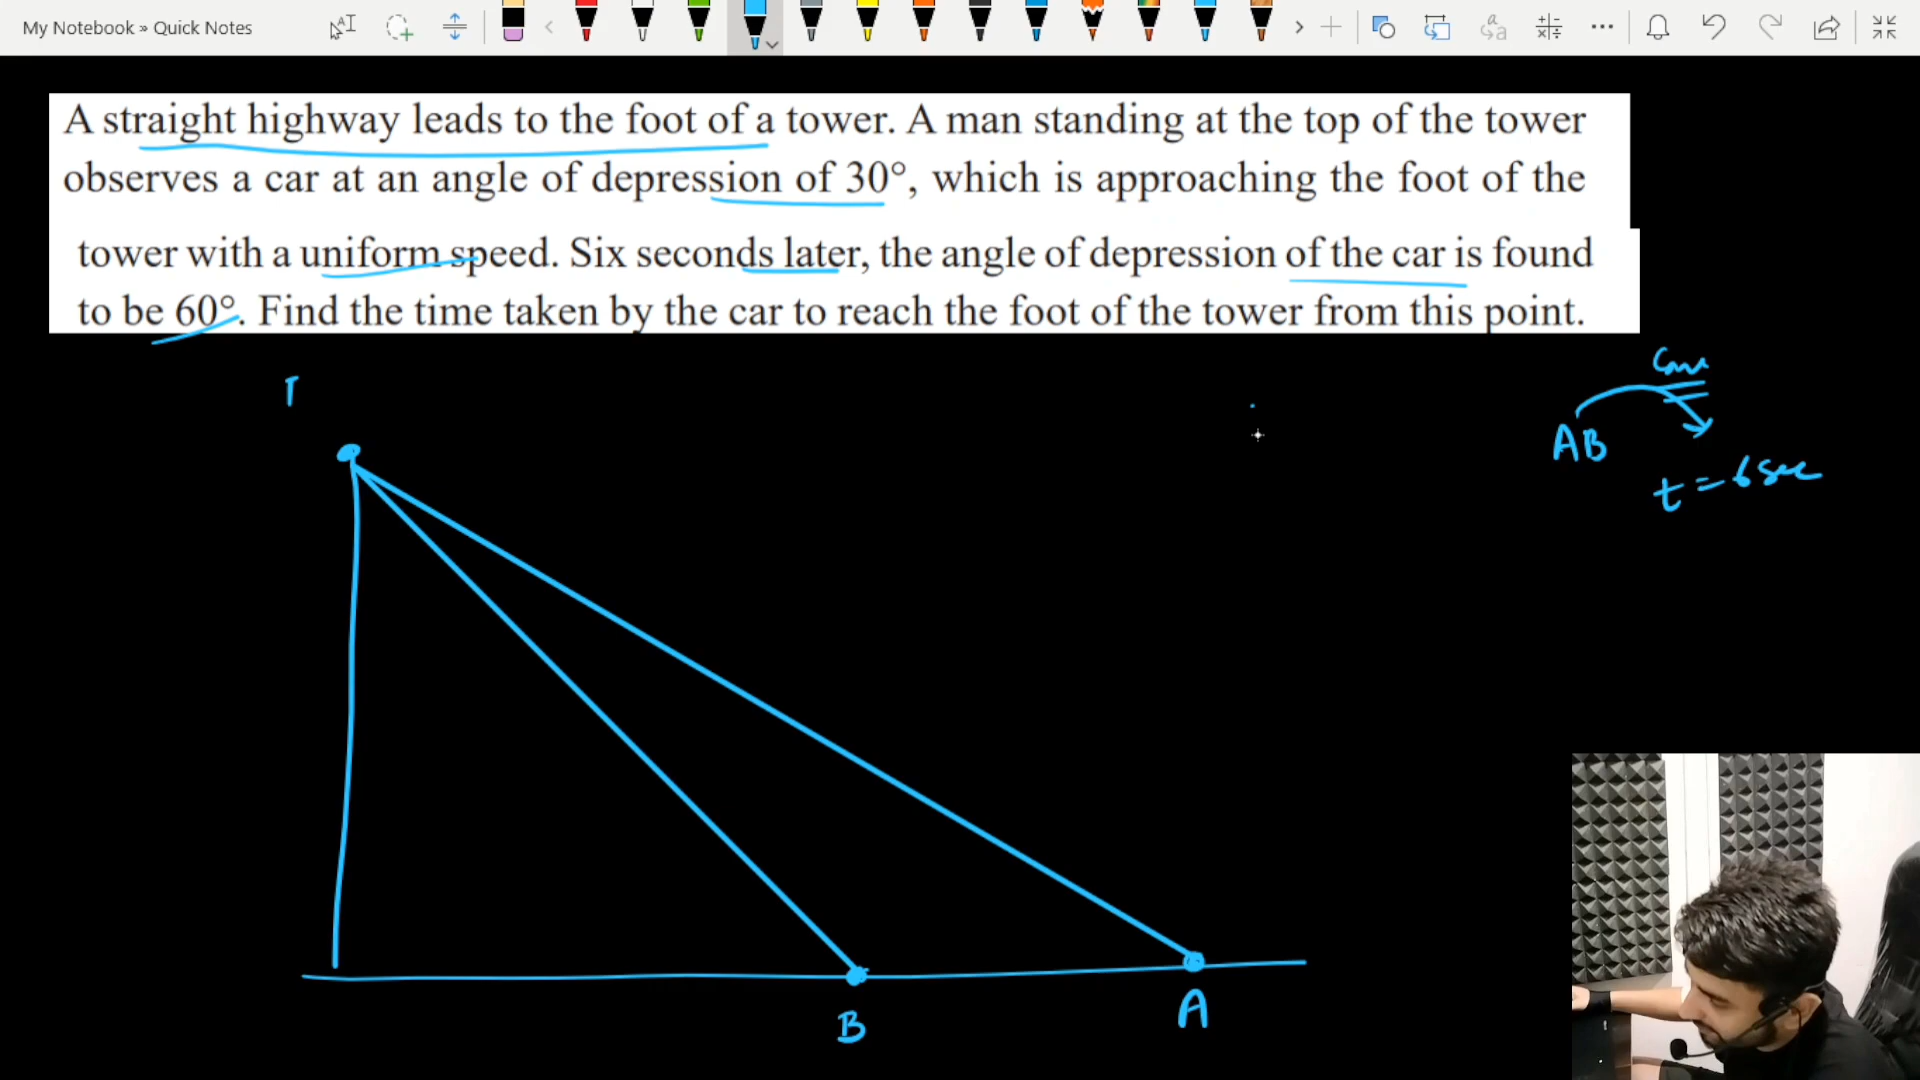 My Notebook » Quick Notes
A straight highway leads to the foot of a tower. A man standing at the top of the tower
observes a car at an angle of depression of 30°, which is approaching the foot of the
tower with a uniform speed. Six seconds later, the angle of depression of the car is found
to be 60°. Find the time taken by the car to reach the foot of the tower from this point.
AB
t = 6 sec
B
A